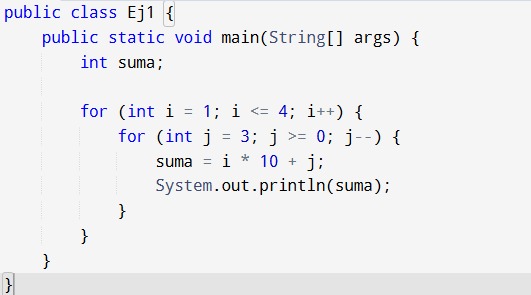 public class Ej1 {
    public static void main(String[] args) {
        int suma;

        for (int i = 1; i <= 4; i++) {
            for (int j = 3; j >= 0; j--) {
                suma = i * 10 + j;
                System.out.println(suma);
            }
        }
    }
}